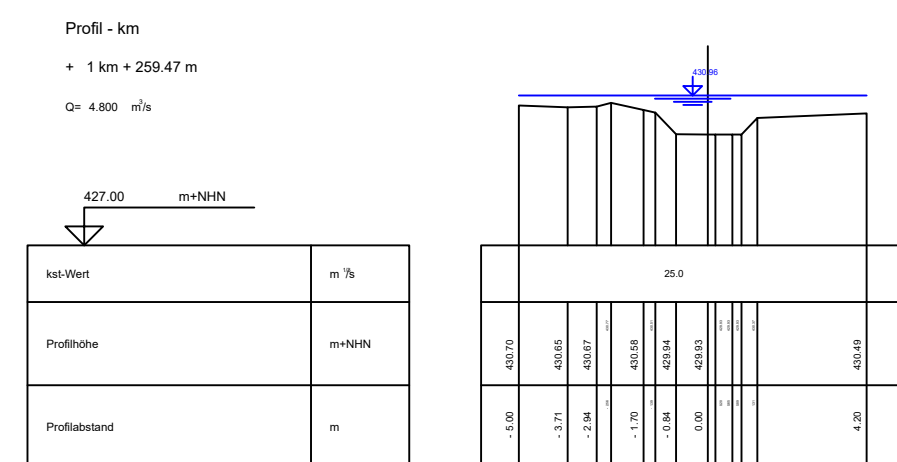 Profil - km
+ 1 km + 259.47 m
Q= 4.800 m³/s
430.96
427.00 m+NHN
kst-Wert m ¹/³/s 25.0
Profilhöhe m+NHN 430.70 430.65 430.67 430.58 429.94 429.93 430.49
Profilabstand m - 5.00 - 3.71 - 2.94 - 1.70 - 0.84 0.00 4.20